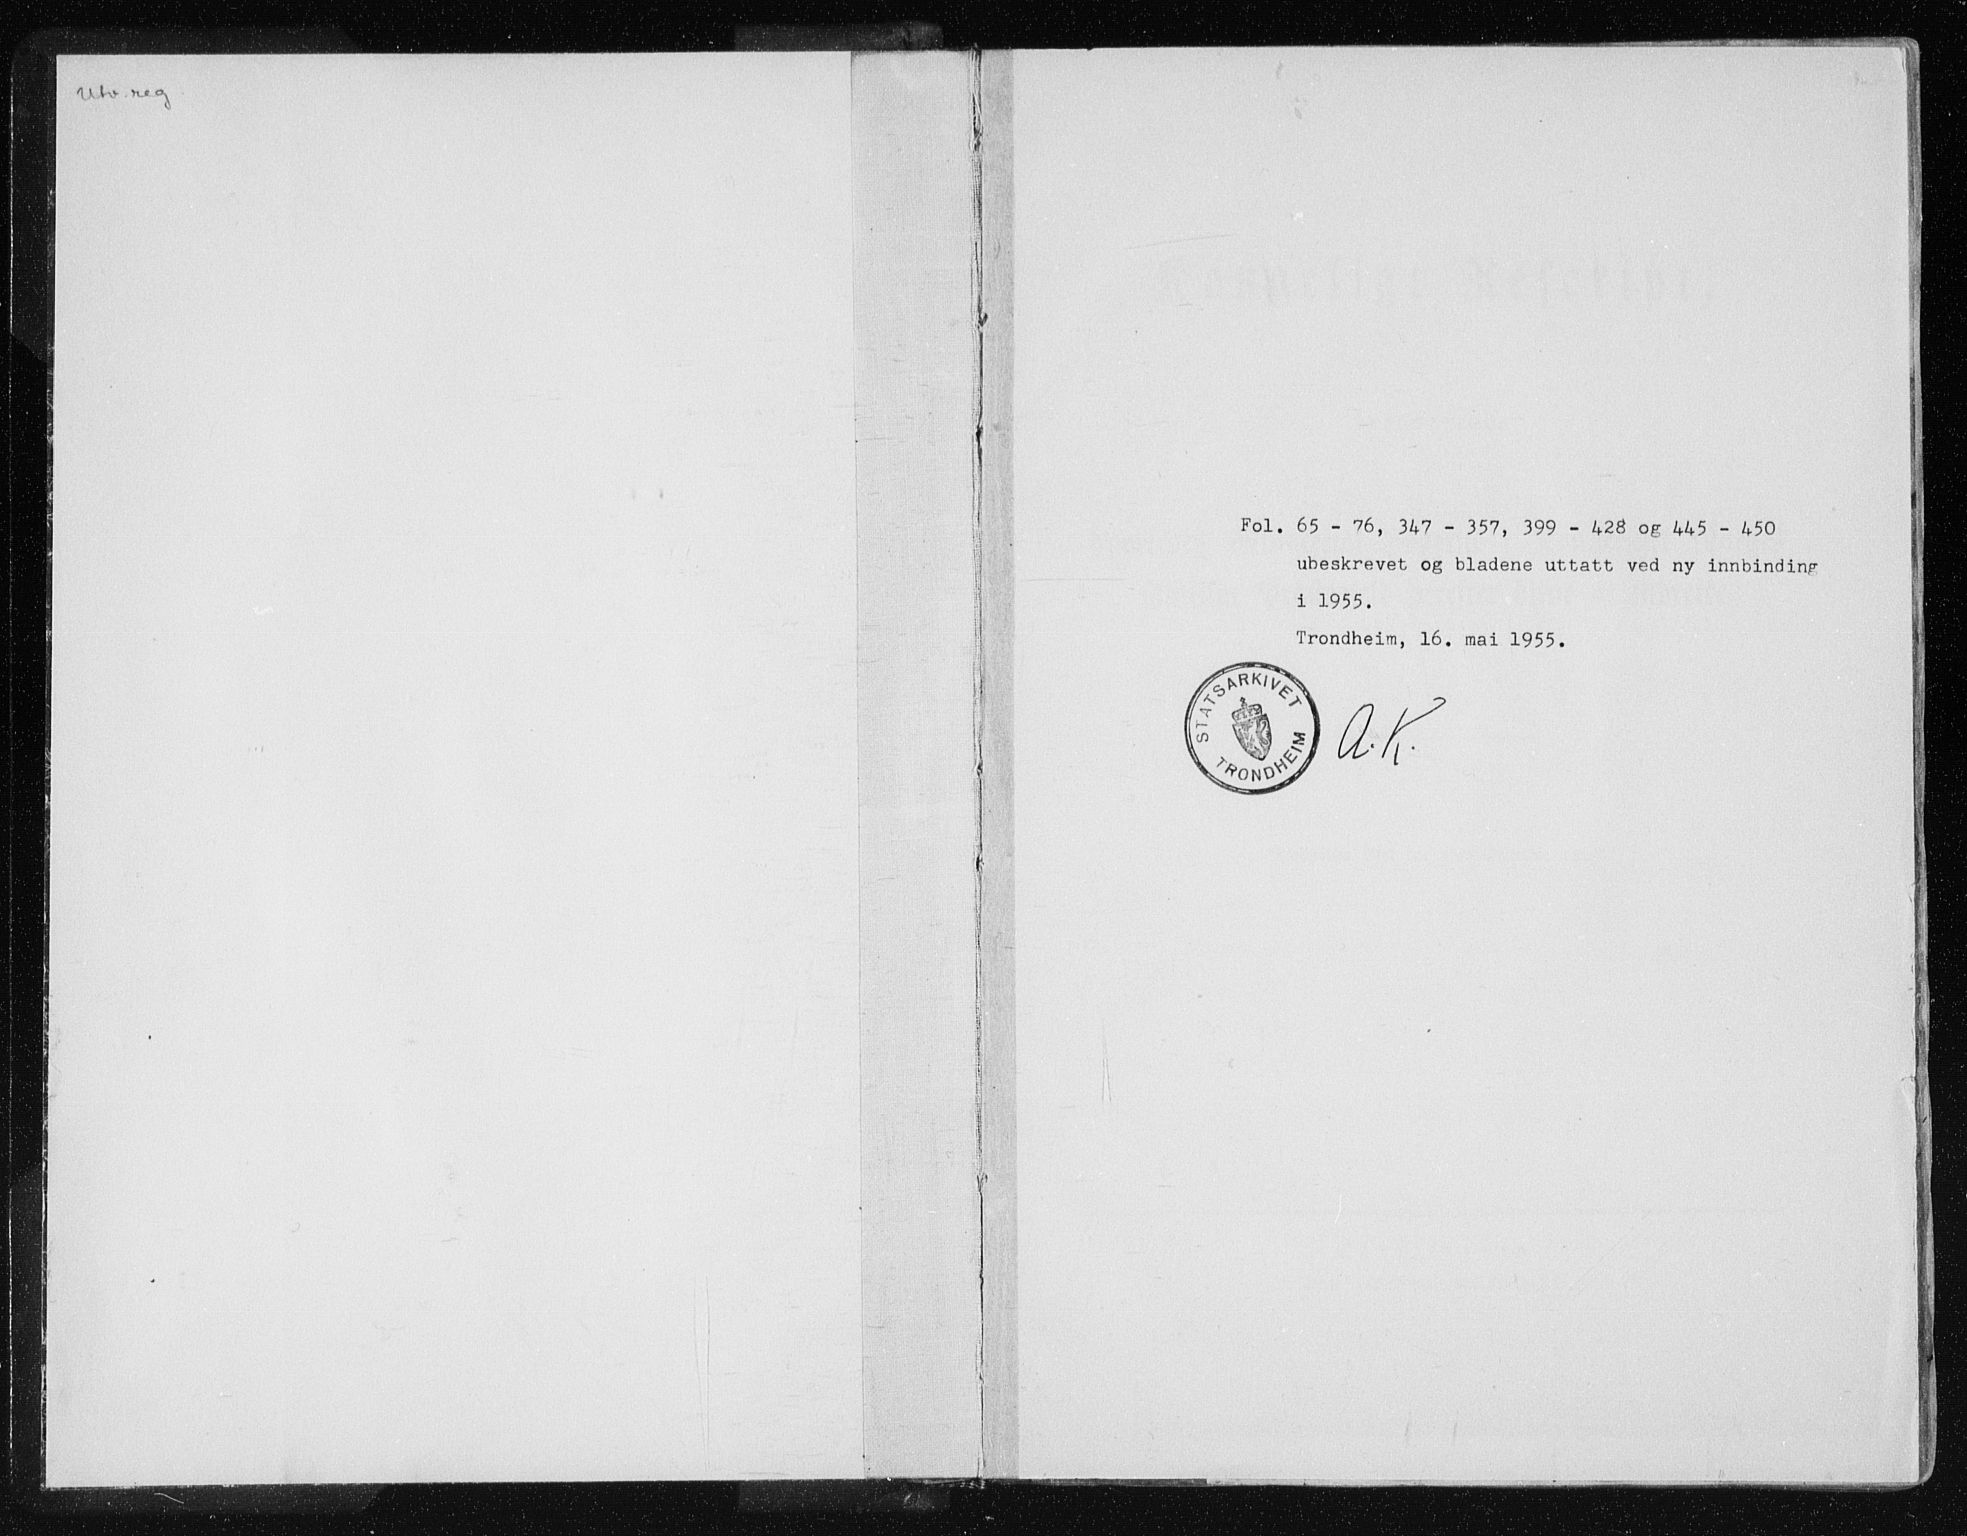 Utv. reg
Fol. 65 - 76, 347 - 357, 399 - 428 og 445 - 450
ubeskrevet og bladene uttatt ved ny innbinding
i 1955.
Trondheim, 16. mai 1955.
STATSARKIVET
TRONDHEIM
A.K.